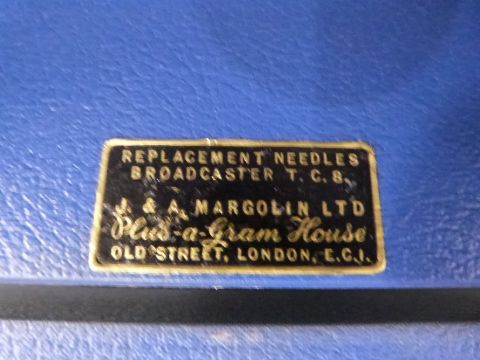 REPLACEMENT NEEDLES
BROADCASTER T.C.8.
J. & A. MARGOLIN LTD
Plus-a-Gram House
OLD STREET, LONDON, E.C.1.